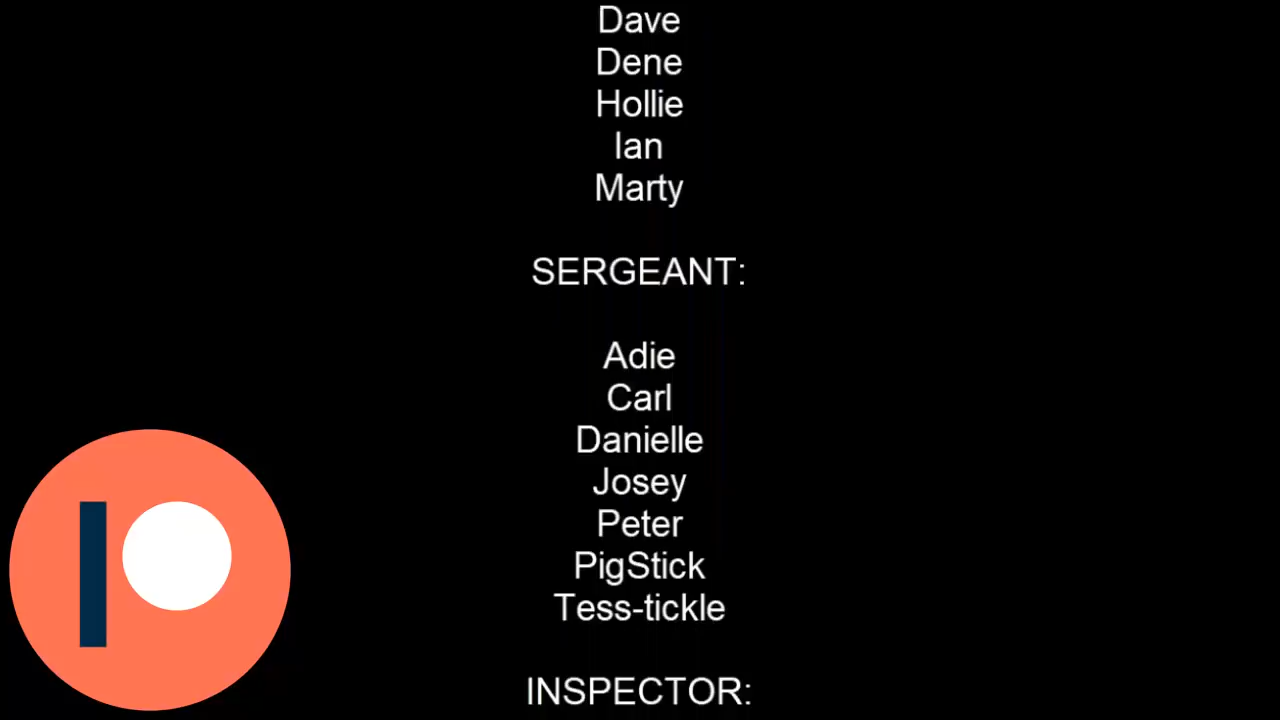 Dave
Dene
Hollie
Ian
Marty
SERGEANT:
Adie
Carl
Danielle
Josey
Peter
PigStick
Tess-tickle
INSPECTOR: